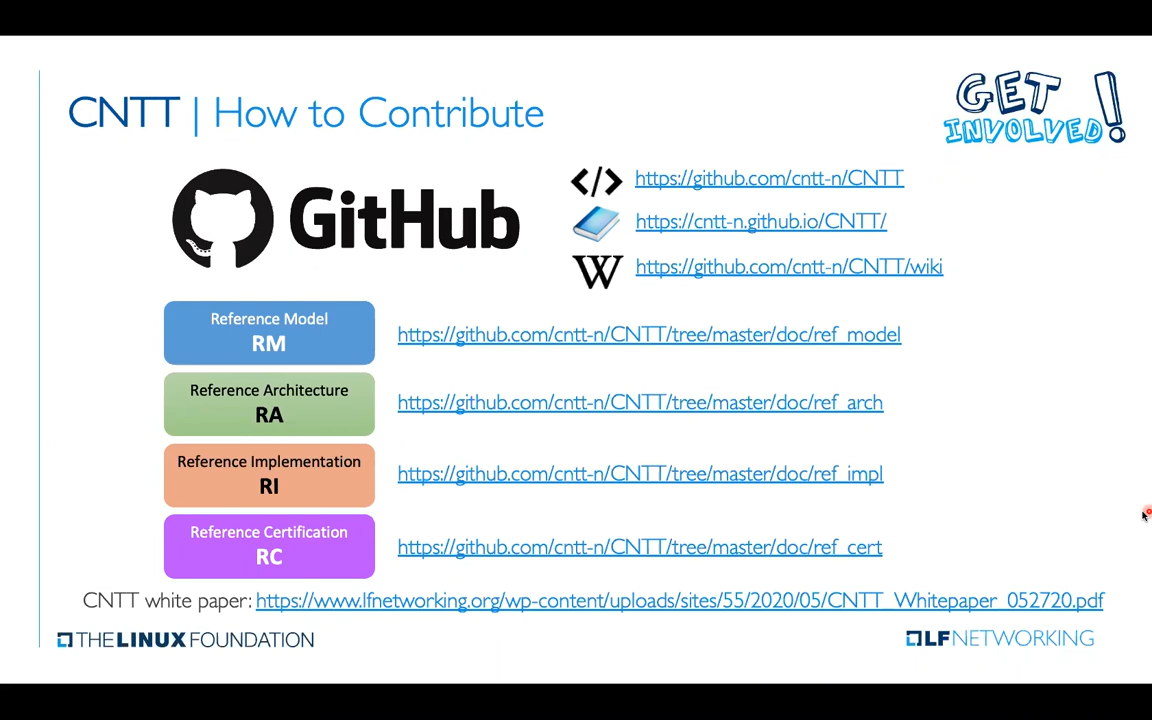 CNTT | How to Contribute
GET
INVOLVED!
GitHub
</> https://github.com/cntt-n/CNTT
https://cntt-n.github.io/CNTT/
W https://github.com/cntt-n/CNTT/wiki
Reference Model
RM
https://github.com/cntt-n/CNTT/tree/master/doc/ref_model
Reference Architecture
RA
https://github.com/cntt-n/CNTT/tree/master/doc/ref_arch
Reference Implementation
RI
https://github.com/cntt-n/CNTT/tree/master/doc/ref_impl
Reference Certification
RC
https://github.com/cntt-n/CNTT/tree/master/doc/ref_cert
CNTT white paper: https://www.lfnetworking.org/wp-content/uploads/sites/55/2020/05/CNTT_Whitepaper_052720.pdf
THE LINUX FOUNDATION
LFNETWORKING